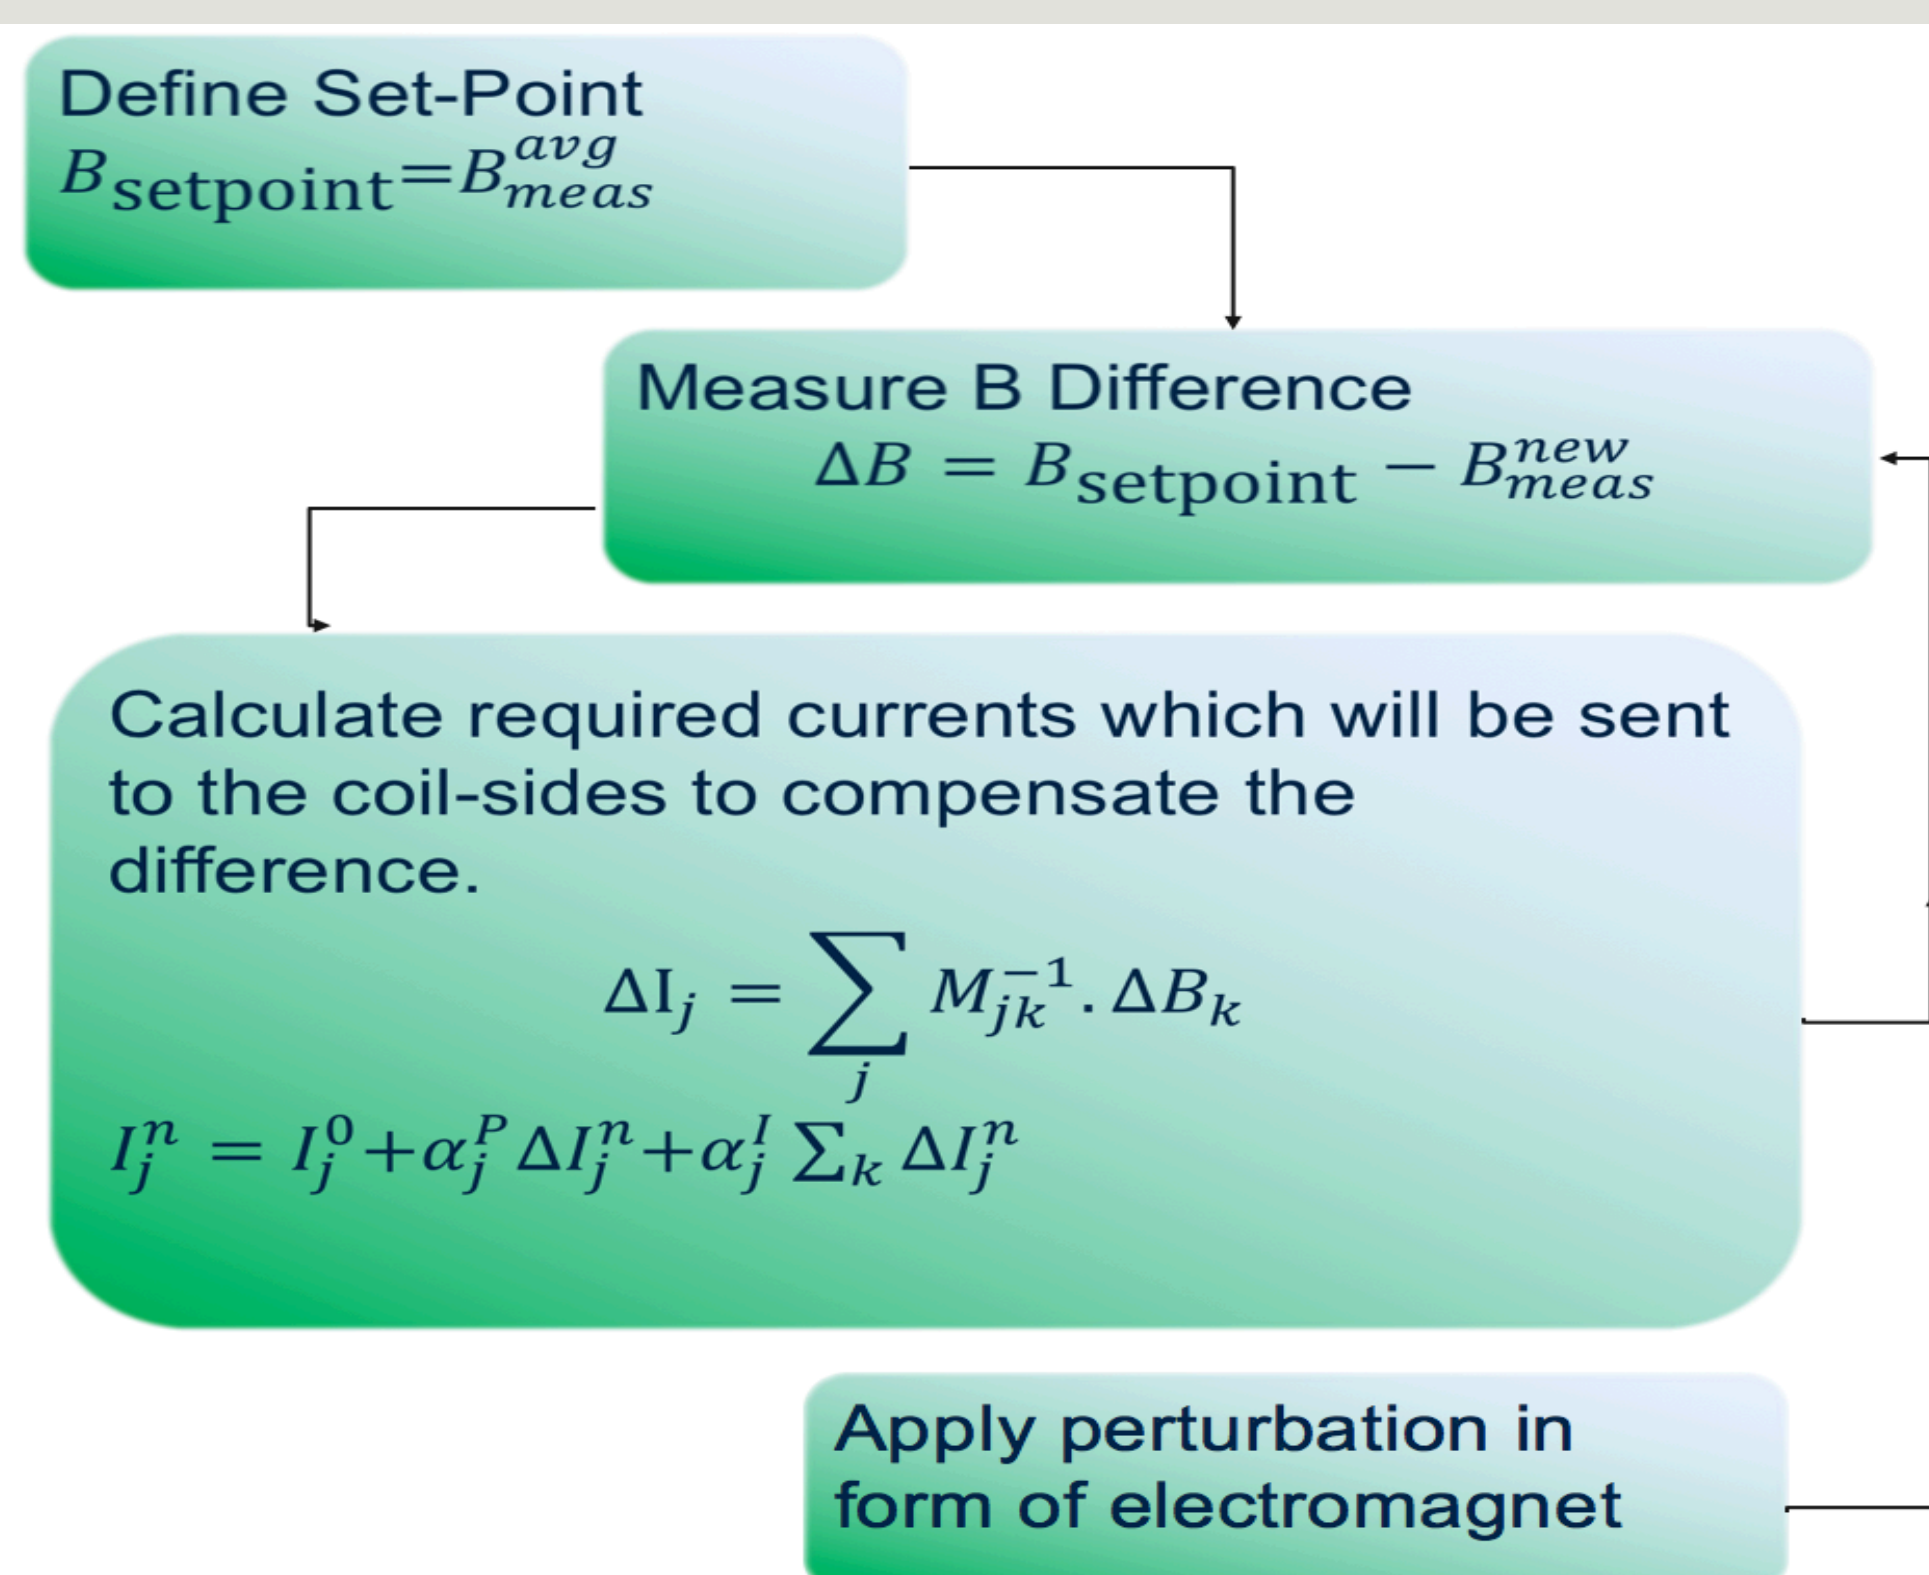 Define Set-Point
B_setpoint=B_meas^avg
Measure B Difference
ΔB = B_setpoint − B_meas^new
Calculate required currents which will be sent
to the coil-sides to compensate the
difference.
ΔI_j = ∑_j M_jk^−1 . ΔB_k
I_j^n = I_j^0+α_j^P ΔI_j^n+α_j^I ∑_k ΔI_j^n
Apply perturbation in
form of electromagnet